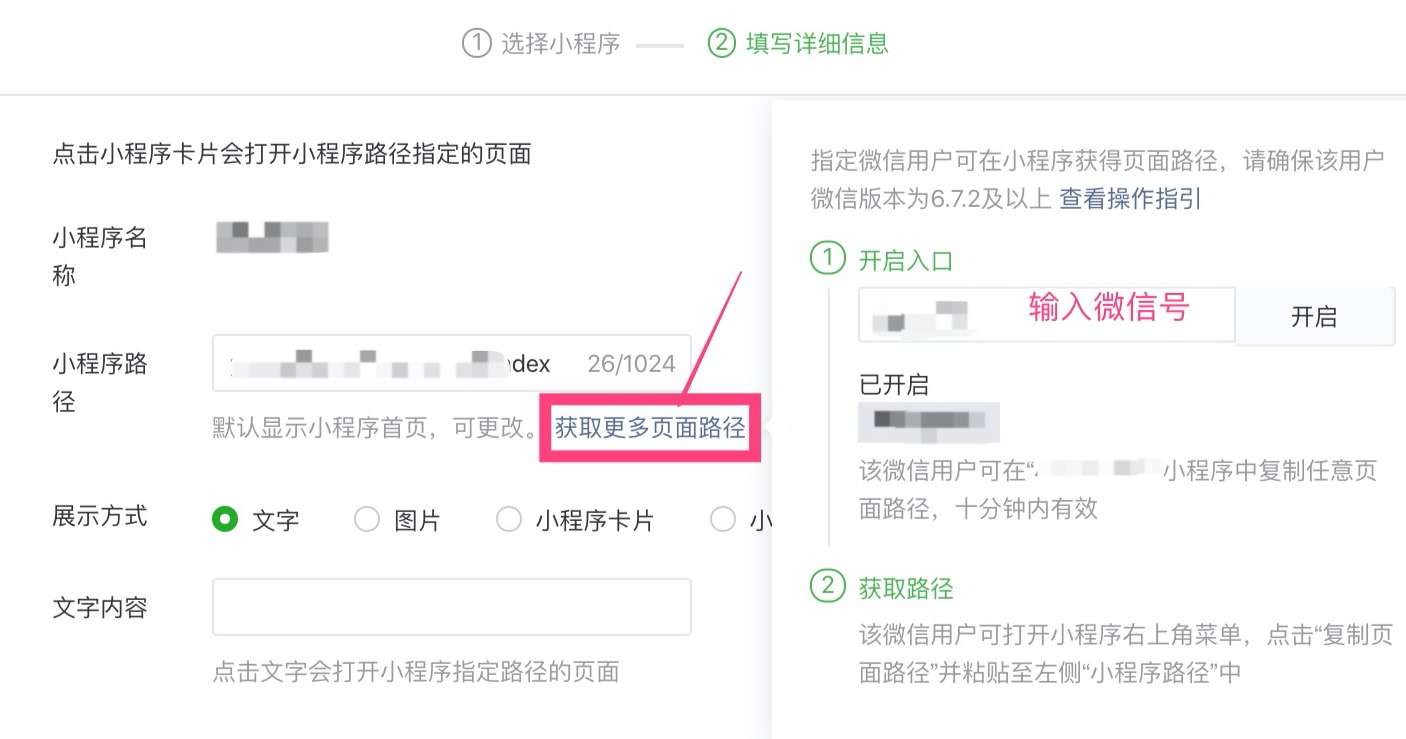 ① 选择小程序
② 填写详细信息
点击小程序卡片会打开小程序路径指定的页面
小程序名
称
小程序路
径
dex
26/1024
默认显示小程序首页，可更改。
获取更多页面路径
展示方式
文字
图片
小程序卡片
小
文字内容
点击文字会打开小程序指定路径的页面
指定微信用户可在小程序获得页面路径，请确保该用户
微信版本为6.7.2及以上 查看操作指引
① 开启入口
输入微信号
开启
已开启
该微信用户可在“ 小程序中复制任意页
面路径，十分钟内有效
② 获取路径
该微信用户可打开小程序右上角菜单，点击“复制页
面路径”并粘贴至左侧“小程序路径”中